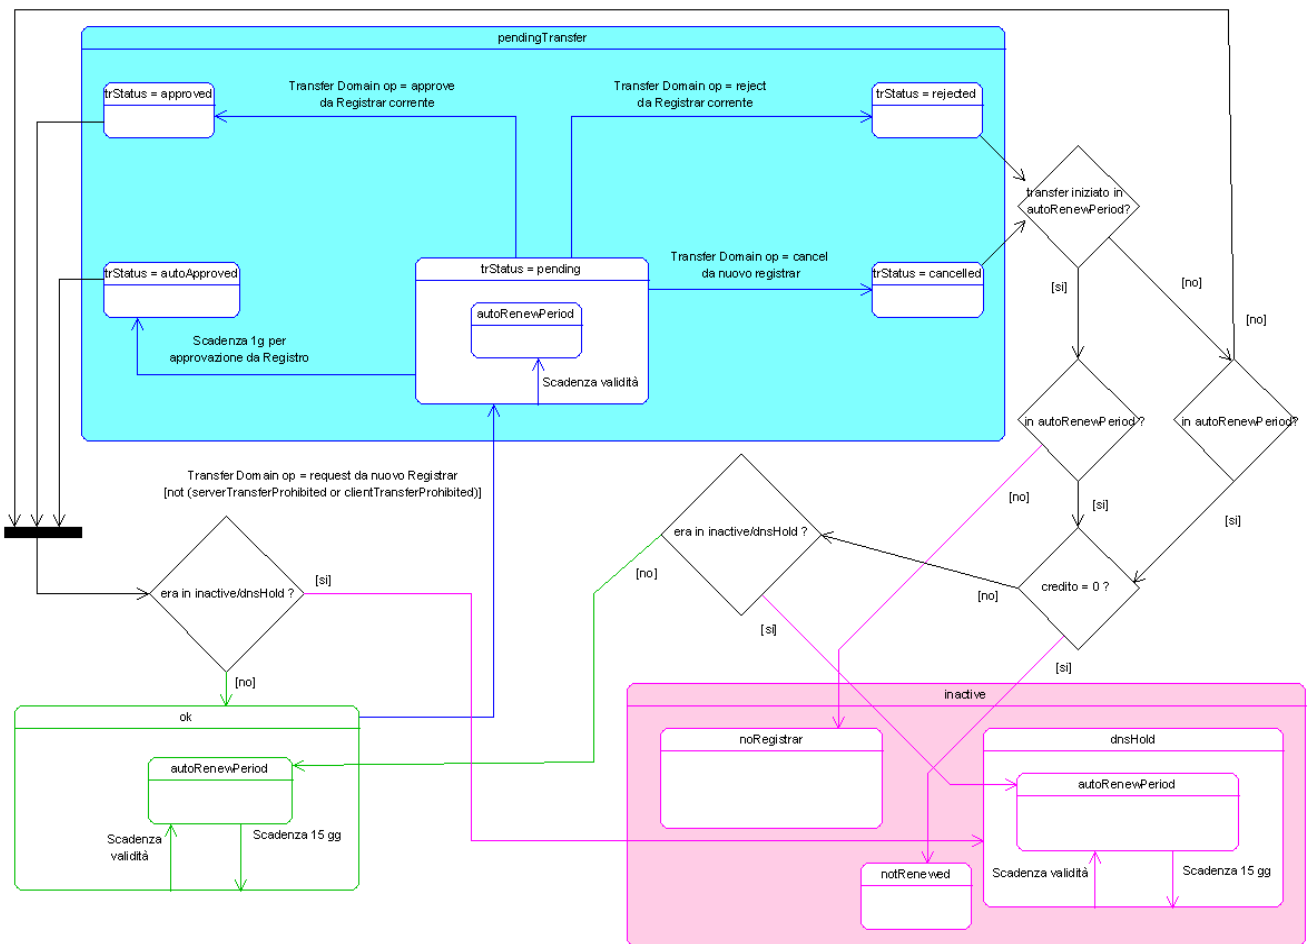 pendingTransfer
trStatus = approved
Transfer Domain op = approve
da Registrar corrente
Transfer Domain op = reject
da Registrar corrente
trStatus = rejected
transfer iniziato in
autoRenewPeriod?
trStatus = autoApproved
trStatus = pending
autoRenewPeriod
Scadenza validità
Transfer Domain op = cancel
da nuovo registrar
trStatus = cancelled
Scadenza 1g per
approvazione da Registro
[si]
[no]
[no]
in autoRenewPeriod ?
in autoRenewPeriod?
Transfer Domain op = request da nuovo Registrar
[not (serverTransferProhibited or clientTransferProhibited)]
[no]
[si]
[si]
era in inactive/dnsHold ?
[no]
era in inactive/dnsHold ?
[si]
credito = 0 ?
[no]
[si]
[si]
[no]
ok
autoRenewPeriod
Scadenza
validità
Scadenza 15 gg
inactive
noRegistrar
dnsHold
autoRenewPeriod
Scadenza validità
Scadenza 15 gg
notRenewed